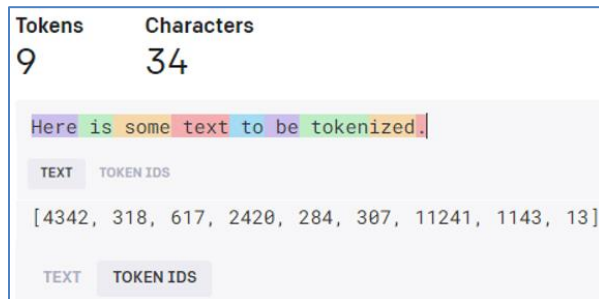 Tokens Characters
9 34
Here is some text to be tokenized.
TEXT TOKEN IDS
[4342, 318, 617, 2420, 284, 307, 11241, 1143, 13]
TEXT TOKEN IDS